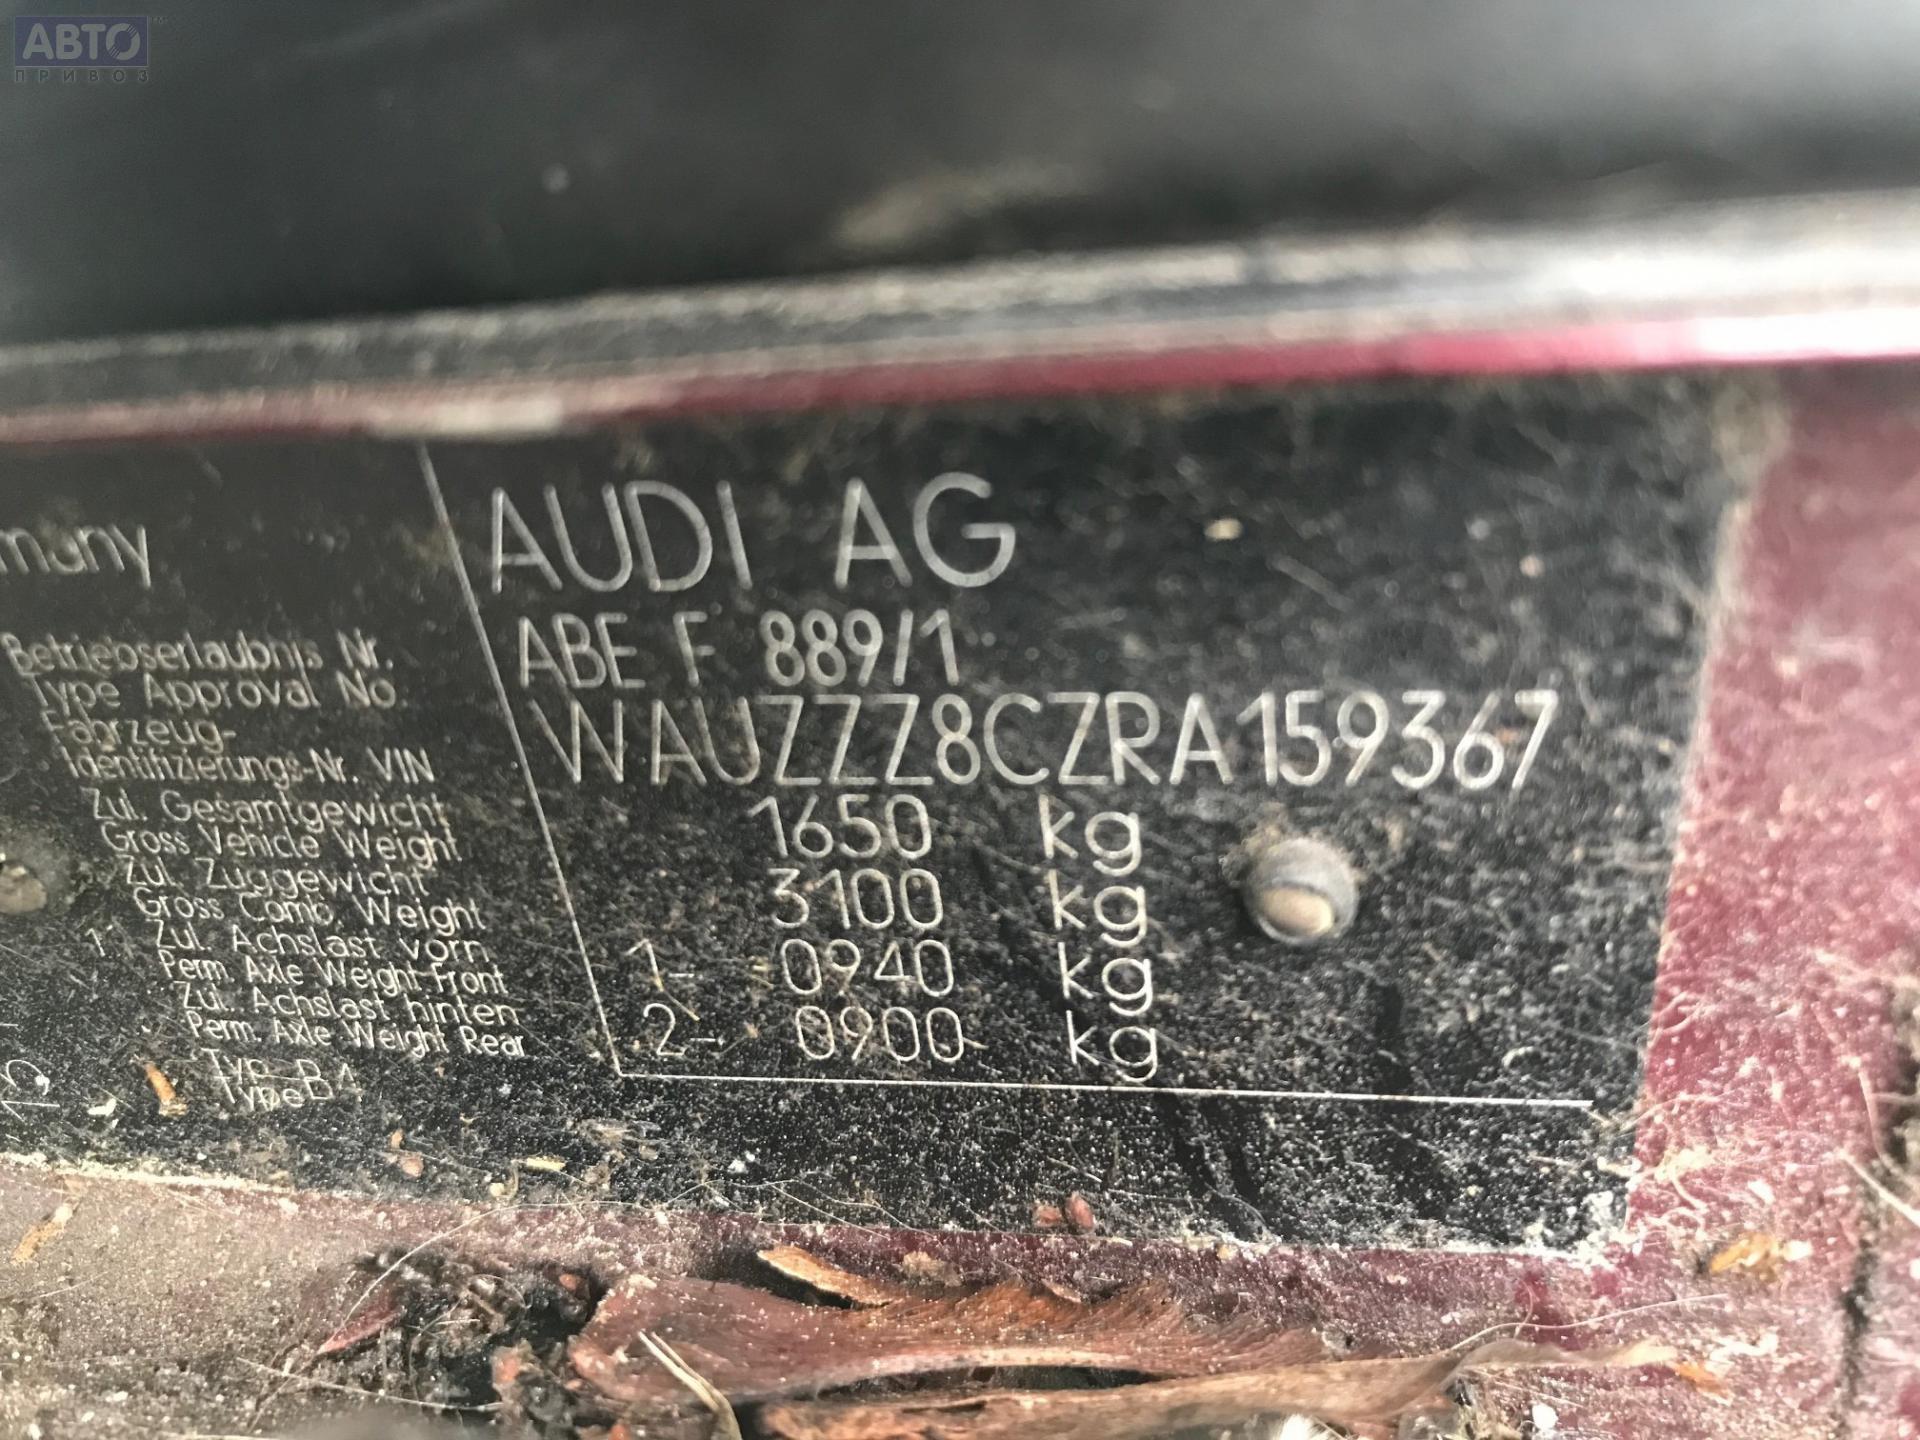 АВТО
ПРИВОЗ
many
AUDI AG
Betriebserlaubnis Nr.
Type Approval No.
ABE F 889/1
Fahrzeug-
Identifizierungs-Nr. VIN
WAUZZZ8CZRA159367
Zul. Gesamtgewicht
Gross Vehicle Weight
1650 kg
Zul. Zuggewicht
Gross Comb. Weight
3100 kg
Zul. Achslast vorn
Perm. Axle Weight Front
1- 0940 kg
Zul. Achslast hinten
Perm. Axle Weight Rear
2- 0900 kg
Typ
Type B4